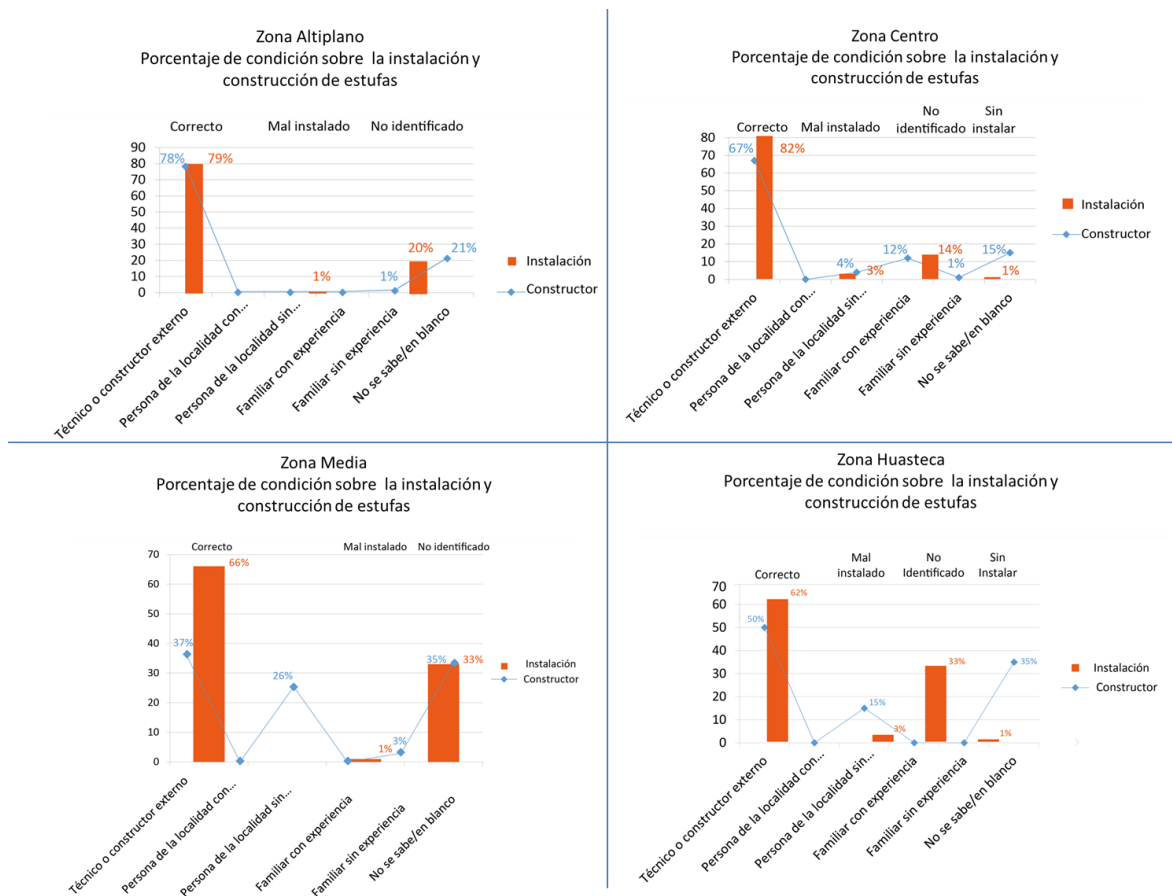 Zona Altiplano
Porcentaje de condición sobre la instalación y
construcción de estufas
Correcto Mal instalado No identificado
90
80
70
60
50
40
30
20
10
0
78% 79%
1%
1%
20% 21%
Instalación
Constructor
Técnico o constructor externo
Persona de la localidad con...
Persona de la localidad sin...
Familiar con experiencia
Familiar sin experiencia
No se sabe/en blanco
Zona Centro
Porcentaje de condición sobre la instalación y
construcción de estufas
Correcto Mal instalado No
identificado Sin
instalar
80
70
60
50
40
30
20
10
0
67% 82%
4%
3%
12%
14%
1%
15%
1%
Instalación
Constructor
Técnico o constructor externo
Persona de la localidad con...
Persona de la localidad sin...
Familiar con experiencia
Familiar sin experiencia
No se sabe/en blanco
Zona Media
Porcentaje de condición sobre la instalación y
construcción de estufas
Correcto Mal instalado No identificado
70
60
50
40
30
20
10
0
37% 66%
26%
1%
3%
35% 33%
Instalación
Constructor
Técnico o constructor externo
Persona de la localidad con...
Persona de la localidad sin...
Familiar con experiencia
Familiar sin experiencia
No se sabe/en blanco
Zona Huasteca
Porcentaje de condición sobre la instalación y
construcción de estufas
Correcto
Mal
instalado
No
Identificado
Sin
Instalar
70
60
50
40
30
20
10
0
50% 62%
15%
3%
33%
1%
35%
Instalación
Constructor
Técnico o constructor externo
Persona de la localidad con...
Persona de la localidad sin...
Familiar con experiencia
Familiar sin experiencia
No se sabe/en blanco